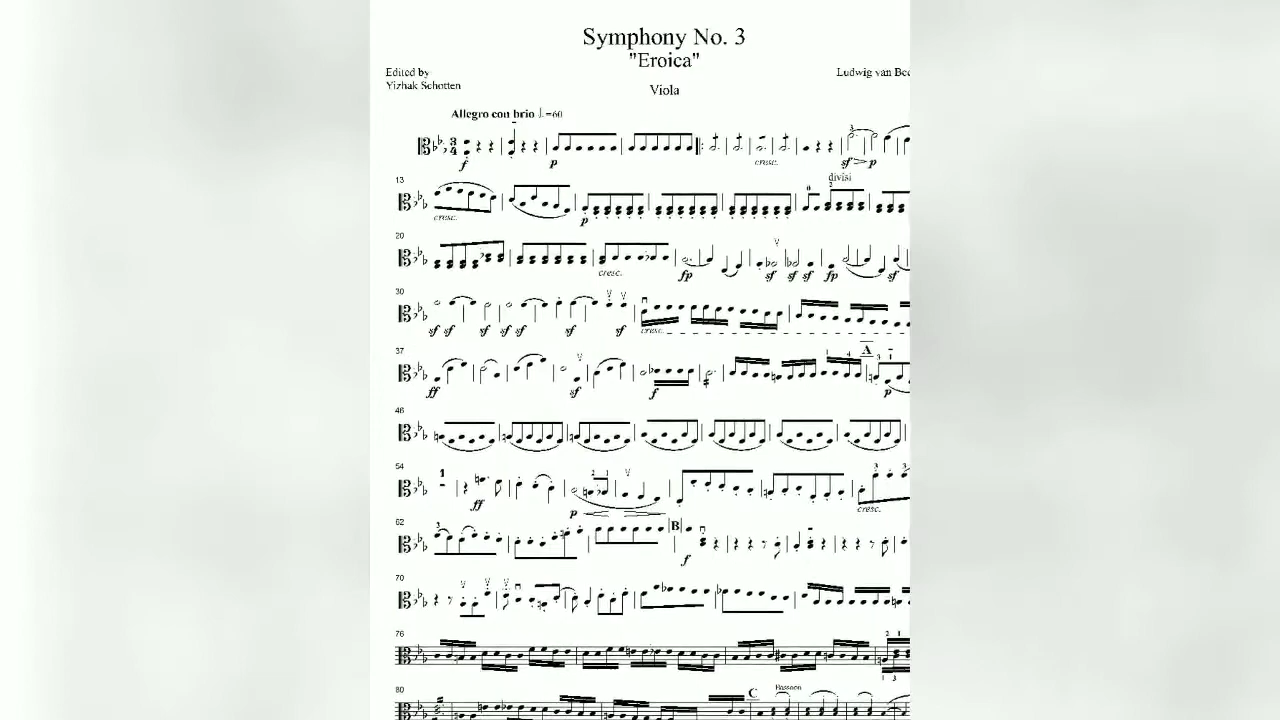 Symphony No. 3
"Eroica"
Edited by
Yizhak Schotten
Ludwig van Bee
Viola
Allegro con brio =60
f p cresc. sf p
13
divisi
cresc. p
20
cresc. fp sf sf sf fp sf
30
sf sf sf sf sf sf sf cresc.
37
A
ff sf f p
46
54
1
ff p cresc.
62
B
f
70
76
80
C Bassoon